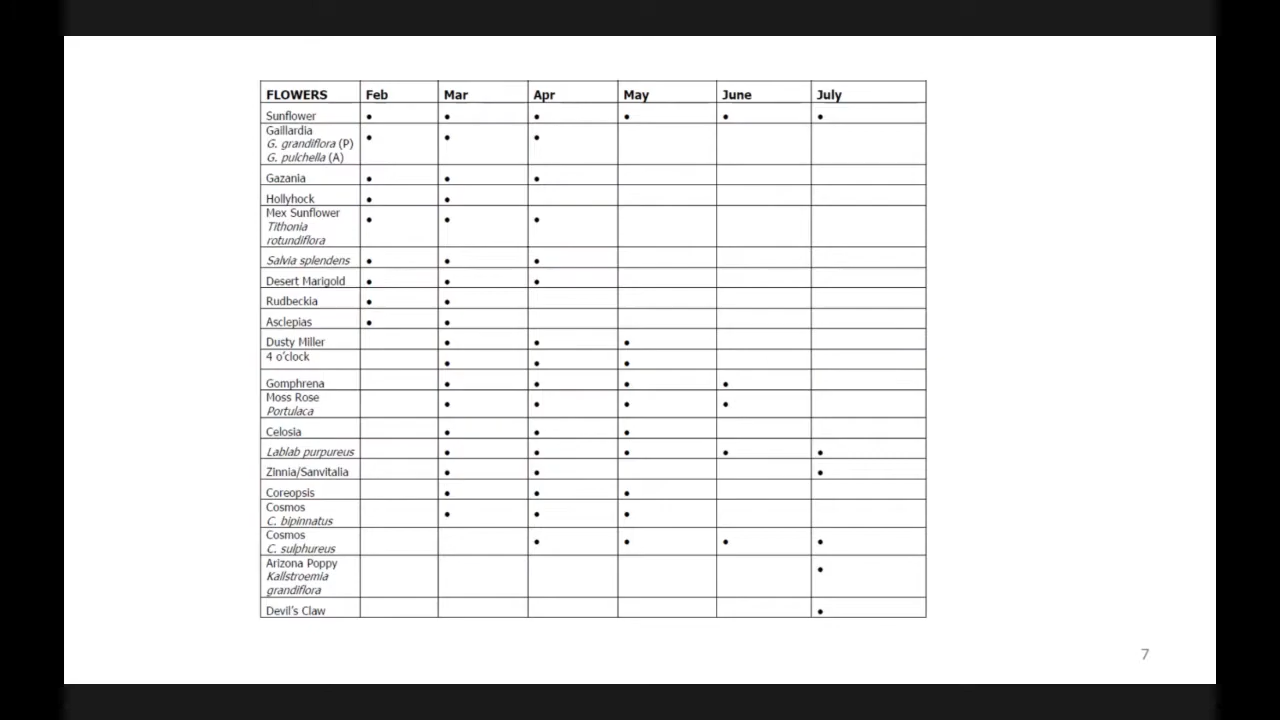 FLOWERS Feb Mar Apr May June July
Sunflower • • • • • •
Gaillardia
G. grandiflora (P) • • •
G. pulchella (A)
Gazania • • •
Hollyhock • •
Mex Sunflower • • •
Tithonia
rotundiflora
Salvia splendens • • •
Desert Marigold • • •
Rudbeckia • •
Asclepias • •
Dusty Miller • • •
4 o'clock • • •
Gomphrena • • • •
Moss Rose • • • •
Portulaca
Celosia • • •
Lablab purpureus • • • • •
Zinnia/Sanvitalia • • •
Coreopsis • • •
Cosmos • • •
C. bipinnatus
Cosmos • • • •
C. sulphureus
Arizona Poppy •
Kallstroemia
grandiflora
Devil's Claw •
7